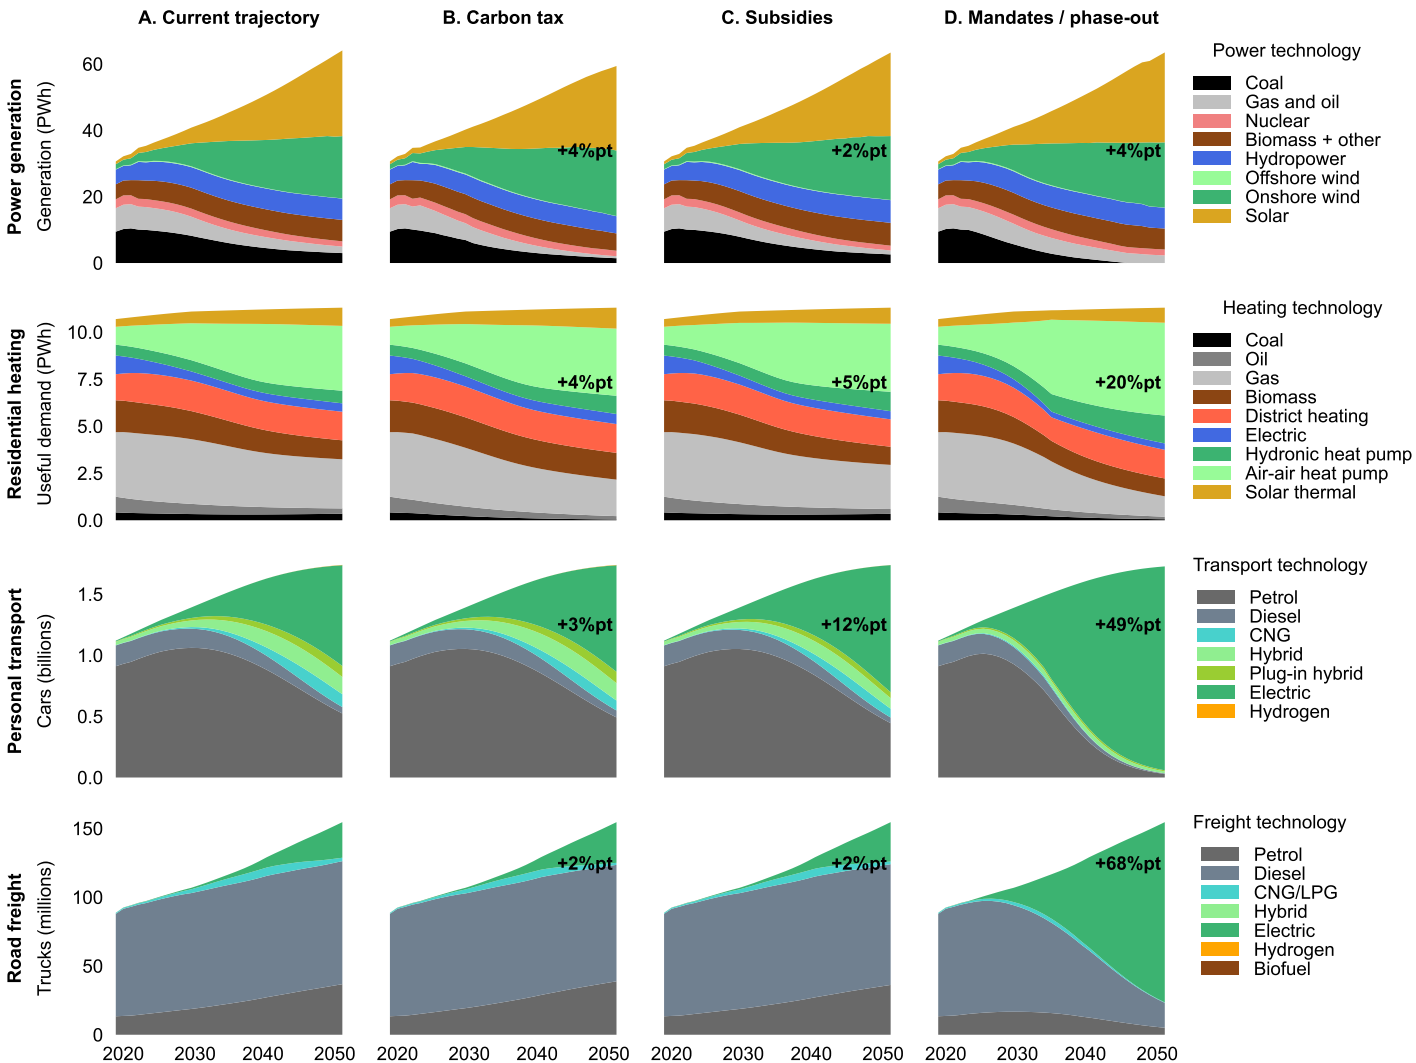 A. Current trajectory
B. Carbon tax
C. Subsidies
D. Mandates / phase-out
Power generation
Generation (PWh)
60
40
20
0
+4%pt
+2%pt
+4%pt
Power technology
Coal
Gas and oil
Nuclear
Biomass + other
Hydropower
Offshore wind
Onshore wind
Solar
Residential heating
Useful demand (PWh)
10.0
7.5
5.0
2.5
0.0
+4%pt
+5%pt
+20%pt
Heating technology
Coal
Oil
Gas
Biomass
District heating
Electric
Hydronic heat pump
Air-air heat pump
Solar thermal
Personal transport
Cars (billions)
1.5
1.0
0.5
0.0
+3%pt
+12%pt
+49%pt
Transport technology
Petrol
Diesel
CNG
Hybrid
Plug-in hybrid
Electric
Hydrogen
Road freight
Trucks (millions)
150
100
50
0
+2%pt
+2%pt
+68%pt
Freight technology
Petrol
Diesel
CNG/LPG
Hybrid
Electric
Hydrogen
Biofuel
2020 2030 2040 2050
2020 2030 2040 2050
2020 2030 2040 2050
2020 2030 2040 2050